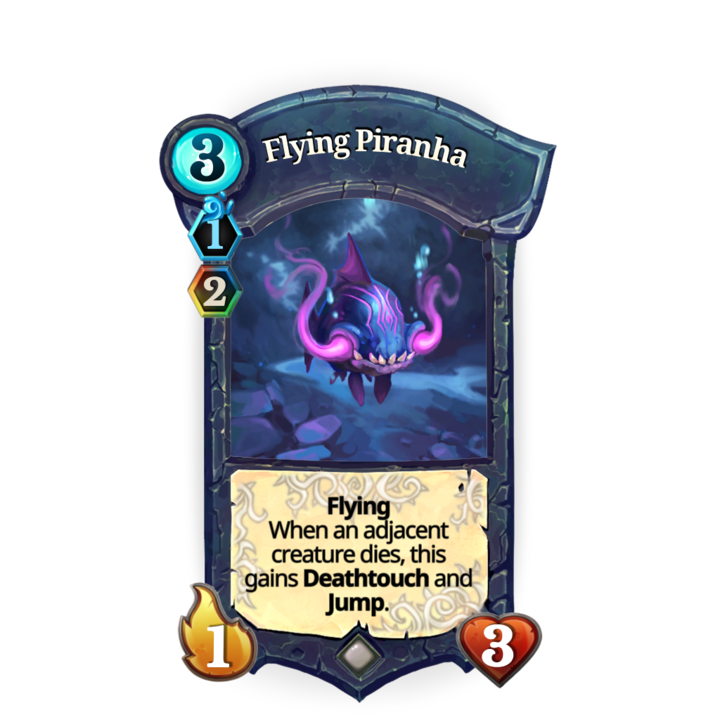 3
Flying Piranha
1
2
Flying
When an adjacent
creature dies, this
gains Deathtouch and
Jump.
1
3